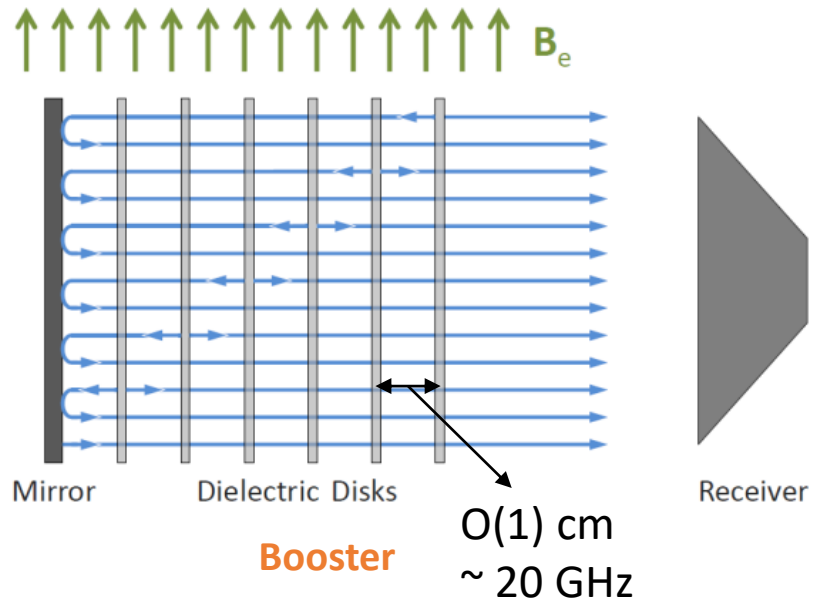 Bₑ
Mirror
Dielectric Disks
Receiver
Booster
O(1) cm
~ 20 GHz